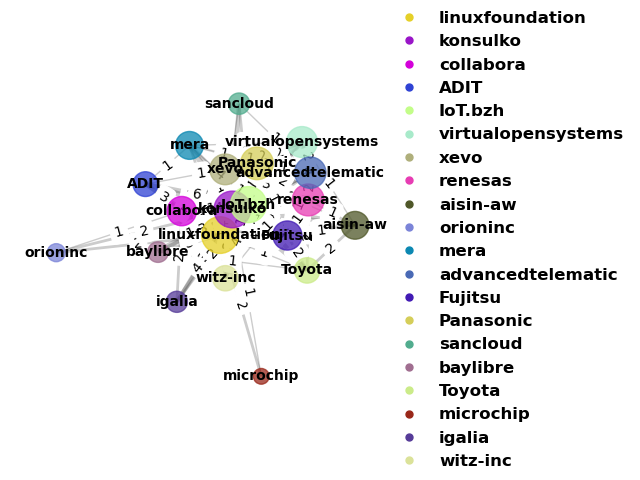 linuxfoundation
konsulko
collabora
ADIT
IoT.bzh
virtualopensystems
xevo
renesas
aisin-aw
orioninc
mera
advancedtelematic
Fujitsu
Panasonic
sancloud
baylibre
Toyota
microchip
igalia
witz-inc
sancloud
mera
virtualopensystems
Panasonic
xevo
advancedtelematic
ADIT
1
1
3
6
renesas
IoT.bzh
collabora
konsulko
1
aisin-aw
1
2
linuxfoundation
Fujitsu
1
2
orioninc
baylibre
2
4
2
1
witz-inc
Toyota
igalia
1
2
microchip